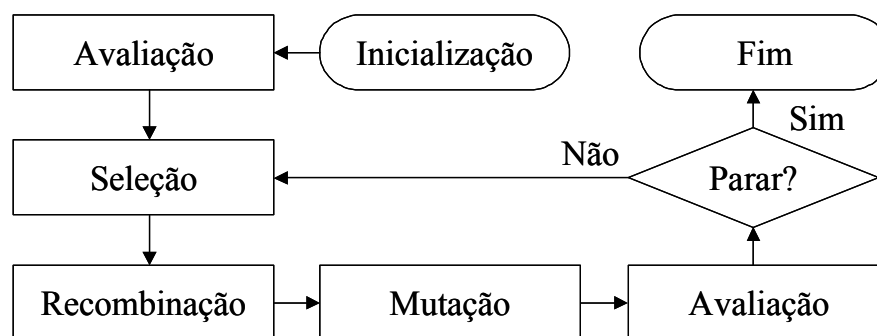 Avaliação
Inicialização
Fim
Sim
Não
Seleção
Parar?
Recombinação
Mutação
Avaliação